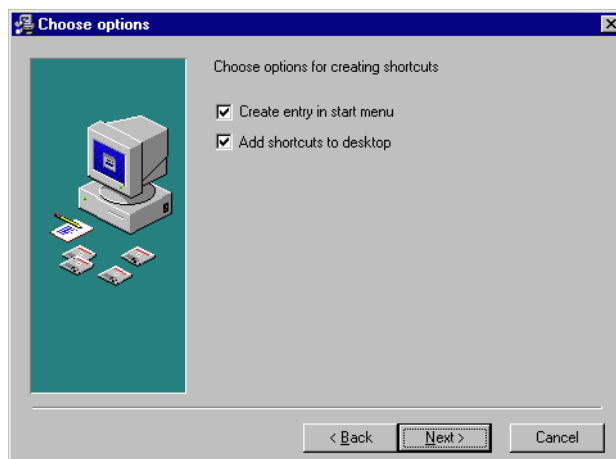 Choose options
Choose options for creating shortcuts
Create entry in start menu
Add shortcuts to desktop
< Back
Next >
Cancel